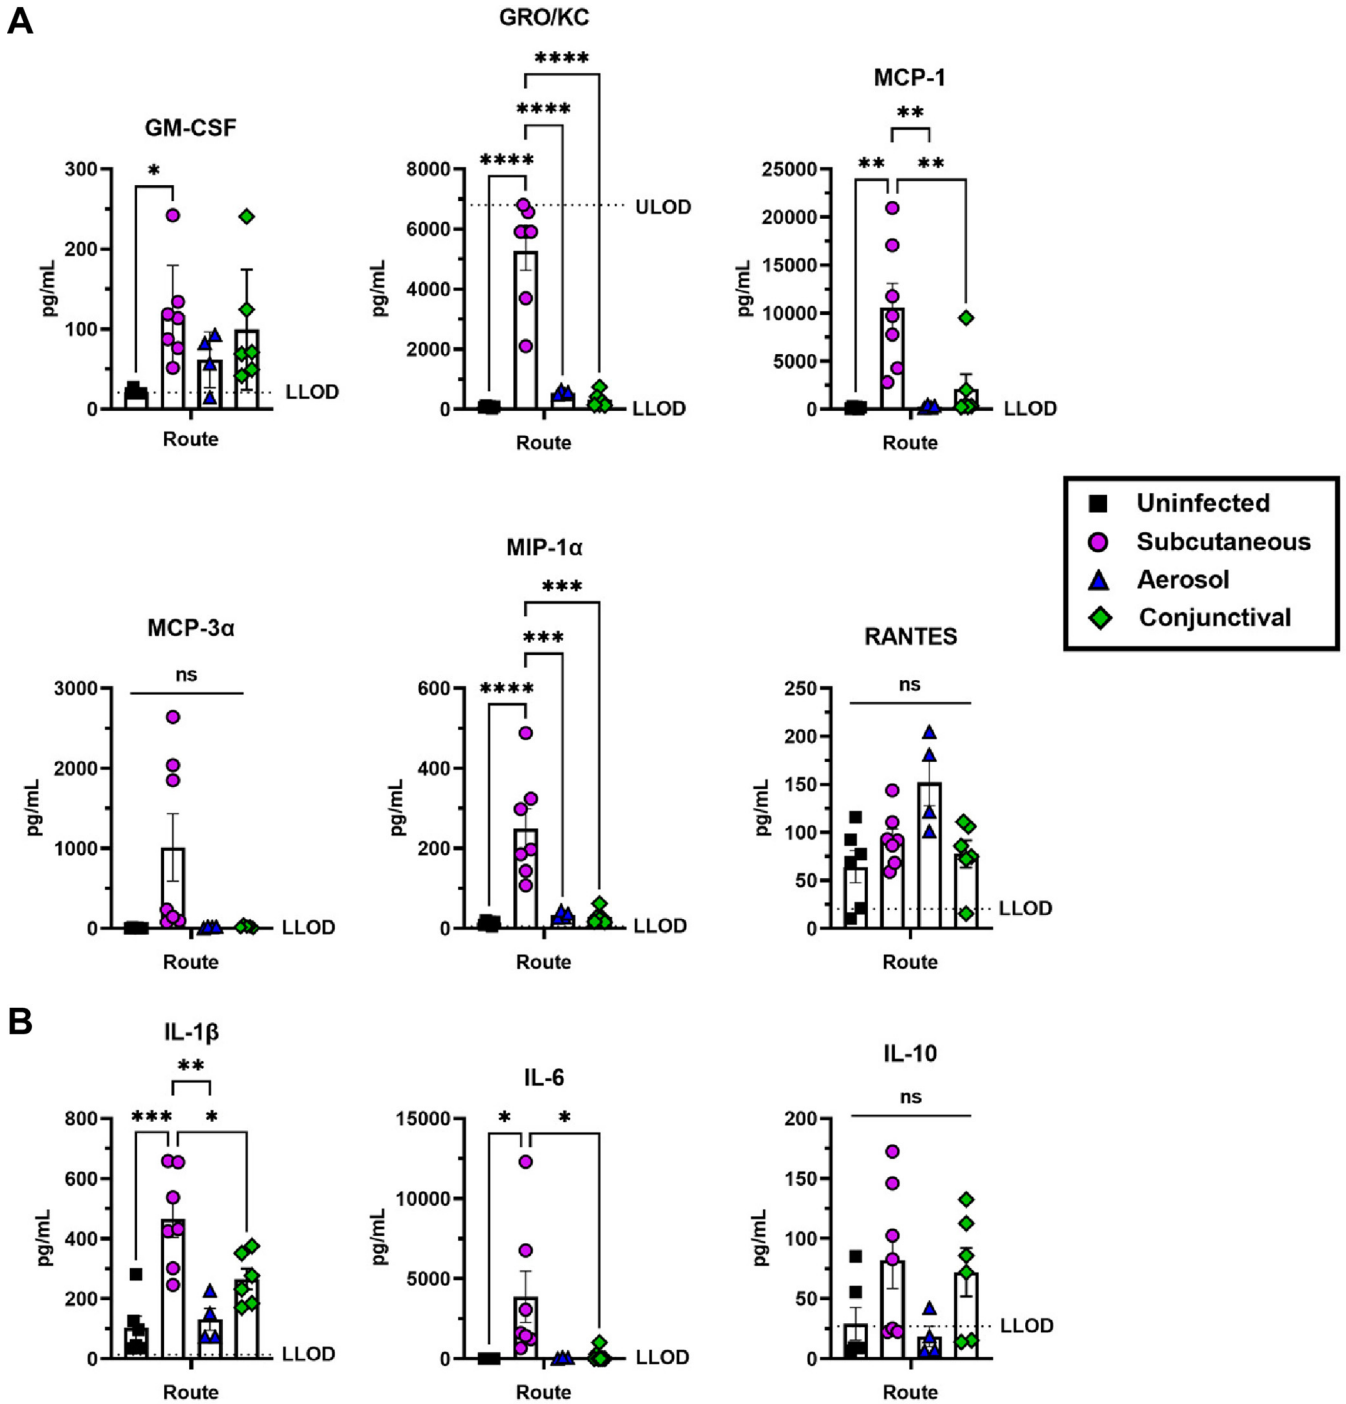 A
GM-CSF
*
300
200
100
0
pg/mL
LLOD
Route
GRO/KC
****
****
****
8000
6000
4000
2000
0
pg/mL
ULOD
LLOD
Route
MCP-1
**
** **
25000
20000
15000
10000
5000
0
pg/mL
LLOD
Route
Uninfected
Subcutaneous
Aerosol
Conjunctival
MCP-3α
ns
3000
2000
1000
0
pg/mL
LLOD
Route
MIP-1α
***
***
****
600
400
200
0
pg/mL
LLOD
Route
RANTES
ns
250
200
150
100
50
0
pg/mL
LLOD
Route
B
IL-1β
**
*** *
800
600
400
200
0
pg/mL
LLOD
Route
IL-6
* *
15000
10000
5000
0
pg/mL
LLOD
Route
IL-10
ns
200
150
100
50
0
pg/mL
LLOD
Route